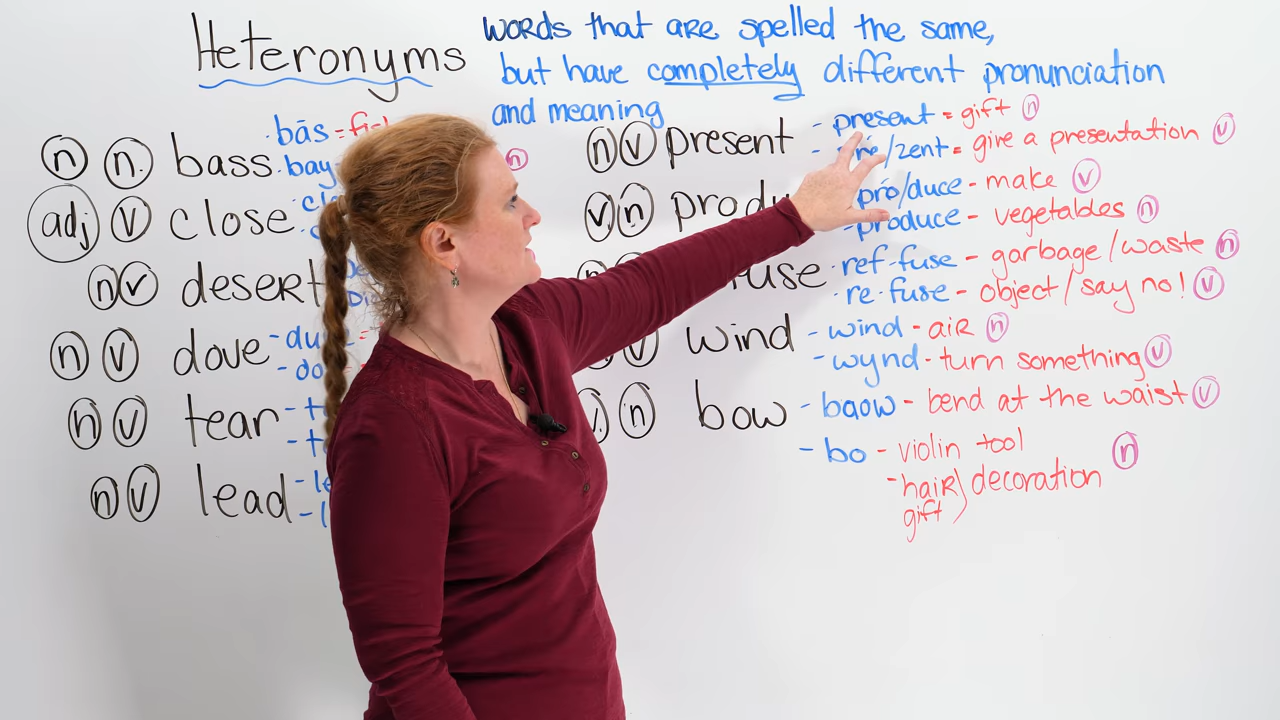 Heteronyms words that are spelled the same,
but have completely different pronunciation
and meaning
n n. bass · bās =
· bay n
adj v close
n v desert
n v dove - du =
- do
n v tear - t
- t
n v lead - le
- l
n v present - present = gift n
- re/zent = give a presentation v
v n produ pro/duce - make v
- produce - vegetables n
fuse · ref-fuse - garbage/waste n
· re·fuse - object/say no! v
v wind - wind - air n
- wynd - turn something v
n bow - baow - bend at the waist v
- bo - violin tool n
- hair) decoration
gift